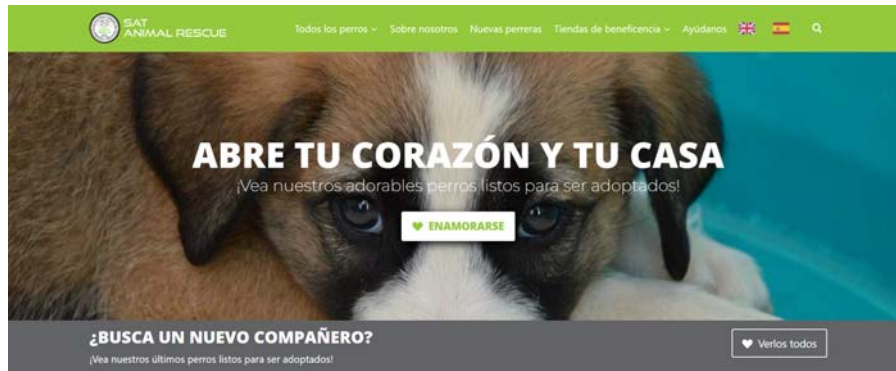 SAT
ANIMAL RESCUE
Todos los perros Sobre nosotros Nuevas perreras Tiendas de beneficencia Ayúdanos
ABRE TU CORAZÓN Y TU CASA
¡Vea nuestros adorables perros listos para ser adoptados!
ENAMORARSE
¿BUSCA UN NUEVO COMPAÑERO?
¡Vea nuestros últimos perros listos para ser adoptados!
Verlos todos